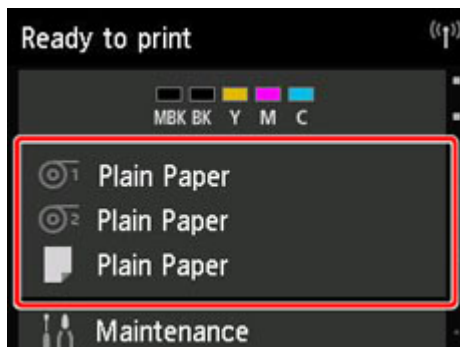 Ready to print
MBK BK Y M C
1 Plain Paper
2 Plain Paper
Plain Paper
Maintenance